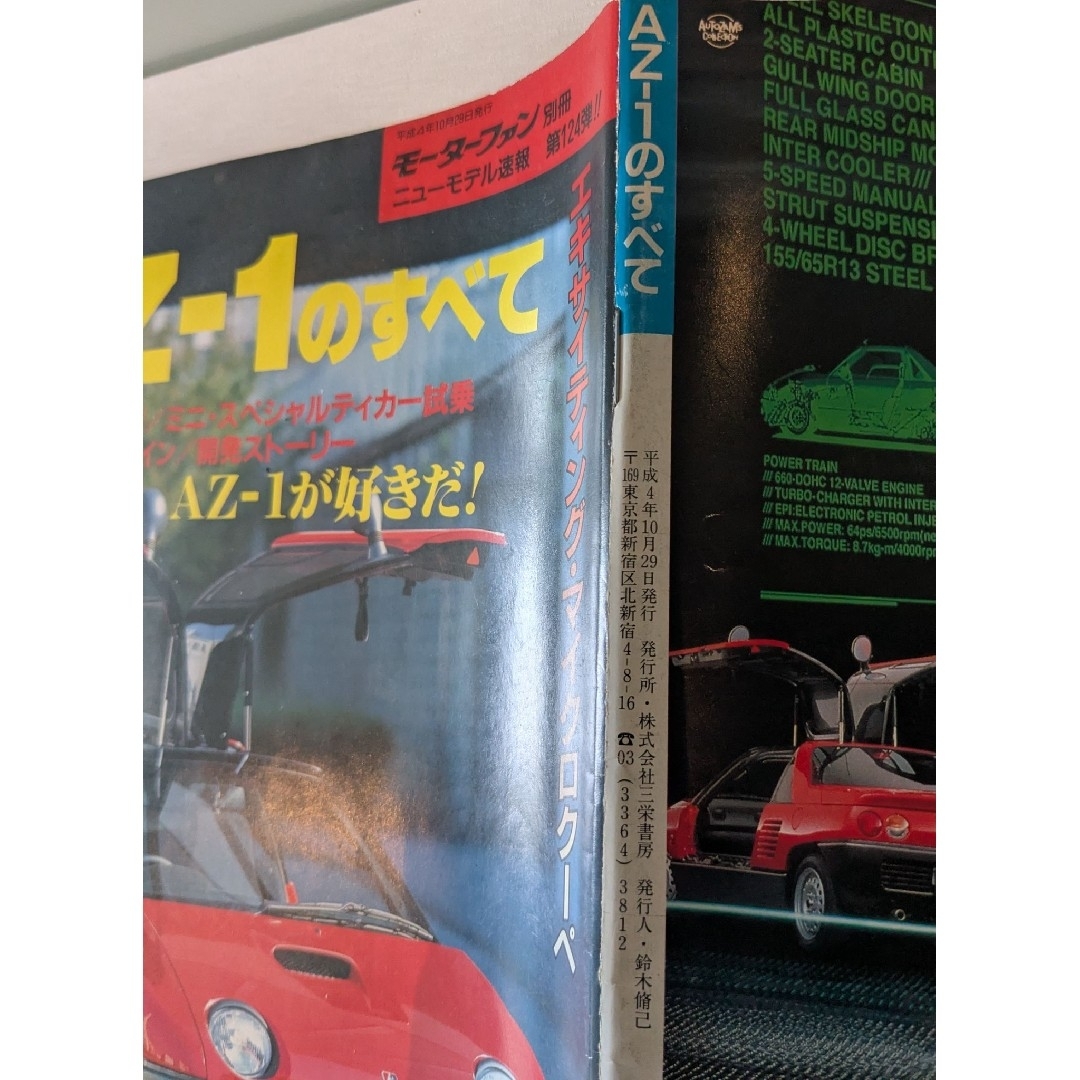 平成4年10月29日発行
モーターファン別冊
ニューモデル速報 第124弾!!
Z-1のすべて
ミニ・スペシャルティカー試乗
イン/開発ストーリー
AZ-1が好きだ!
エキサイティング・マイクロクーペ
AZ-1のすべて
平成4年10月29日発行 発行所・株式会社三栄書房 発行人・鈴木脩己
〒169東京都新宿区北新宿4-8-16 ☎03(3364)3812
AUTOZAM'S
COLLECTION
SKELETON
ALL PLASTIC
2-SEATER CABIN
GULL WING DOOR
FULL GLASS
REAR MIDSHIP
INTER COOLER///
5-SPEED MANUAL
STRUT
4-WHEEL DISC
155/65R13 STEEL
POWER TRAIN
/// 660-DOHC 12-VALVE ENGINE
/// TURBO-CHARGER WITH
/// EPI:ELECTRONIC PETROL
/// MAX.POWER: 64ps/6500rpm
/// MAX.TORQUE: 8.7kg-m/4000rpm